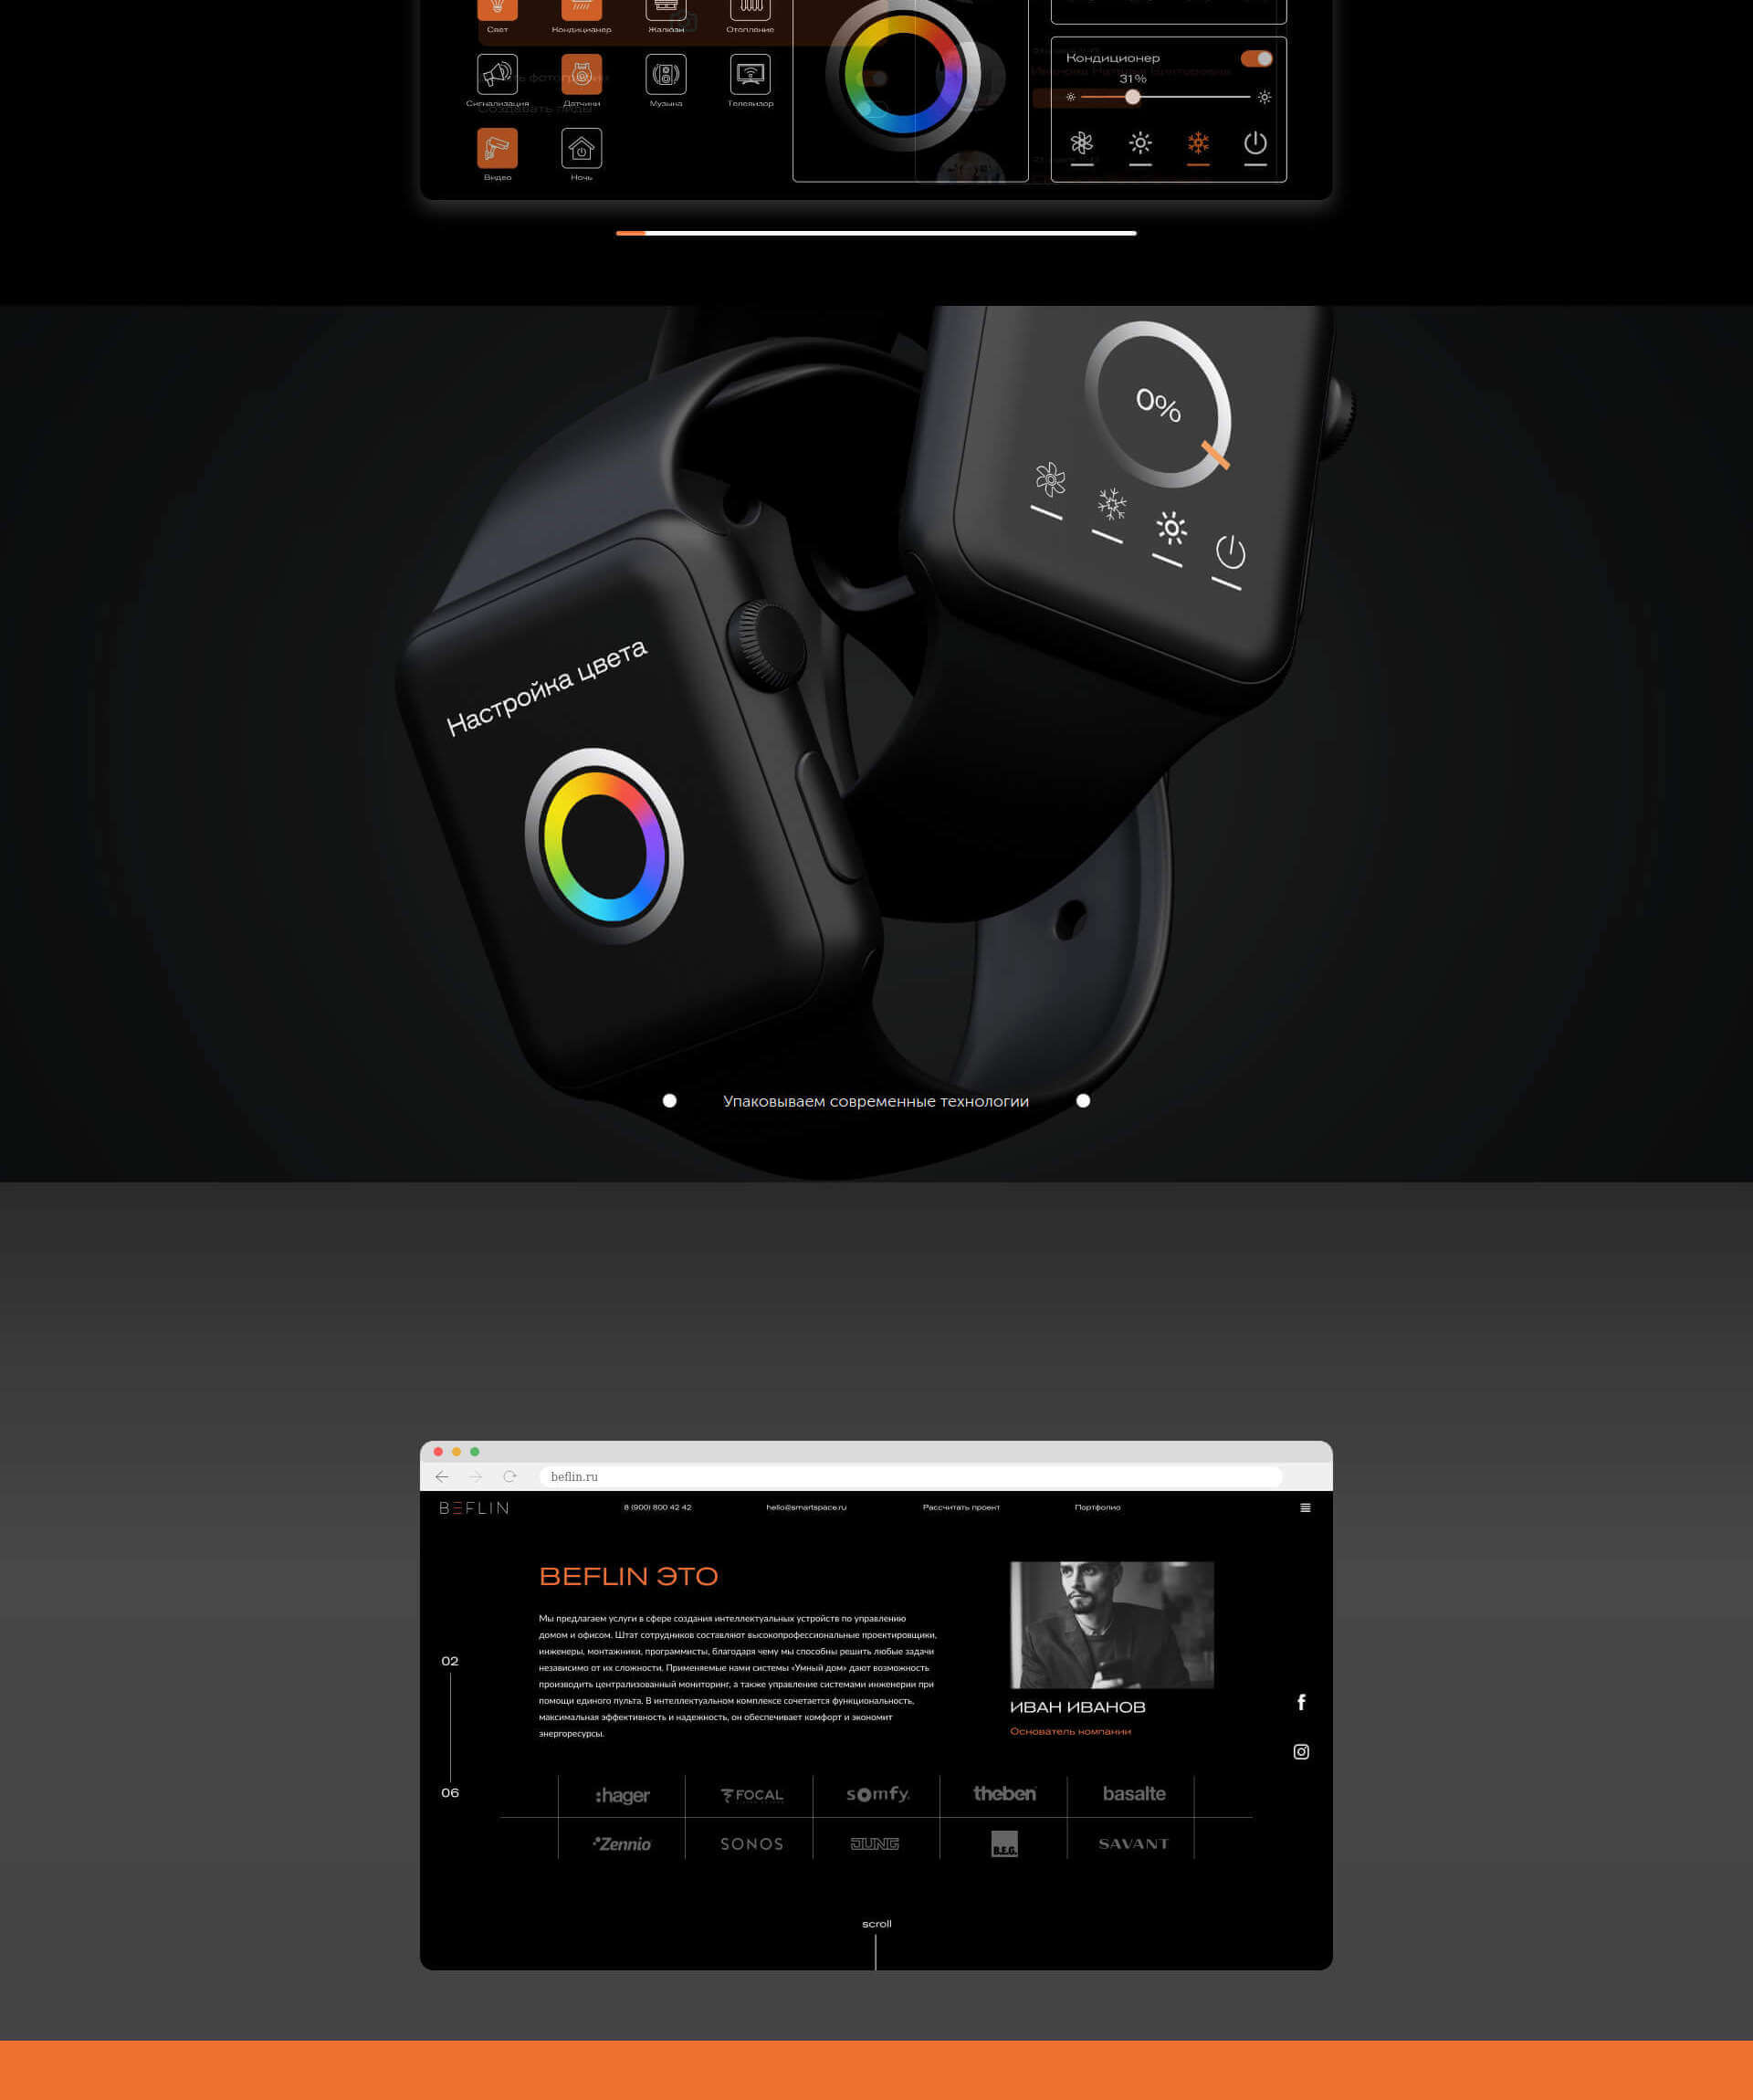 Свет
Кондицианер
Жалюзи
Отопление
Сигнализация
Датчики
Музыка
Телевизор
Видео
Ночь
Кондиционер
31%
0%
Настройка цвета
Упаковываем современные технологии
beflin.ru
BEFLIN
8 (900) 800 42 42
hello@smartspace.ru
Рассчитать проект
Портфолио
BEFLIN ЭТО
Мы предлагаем услуги в сфере создания интеллектуальных устройств по управлению
домом и офисом. Штат сотрудников составляют высокопрофессиональные проектировщики,
инженеры, монтажники, программисты, благодаря чему мы способны решить любые задачи
независимо от их сложности. Применяемые нами системы «Умный дом» дают возможность
производить централизованный мониторинг, а также управление системами инженерии при
помощи единого пульта. В интеллектуальном комплексе сочетается функциональность,
максимальная эффективность и надежность, он обеспечивает комфорт и экономит
энергоресурсы.
ИВАН ИВАНОВ
Основатель компании
02
06
:hager
FOCAL
somfy.
theben
basalte
Zennio
SONOS
JUNG
B.E.G.
SAVANT
scroll